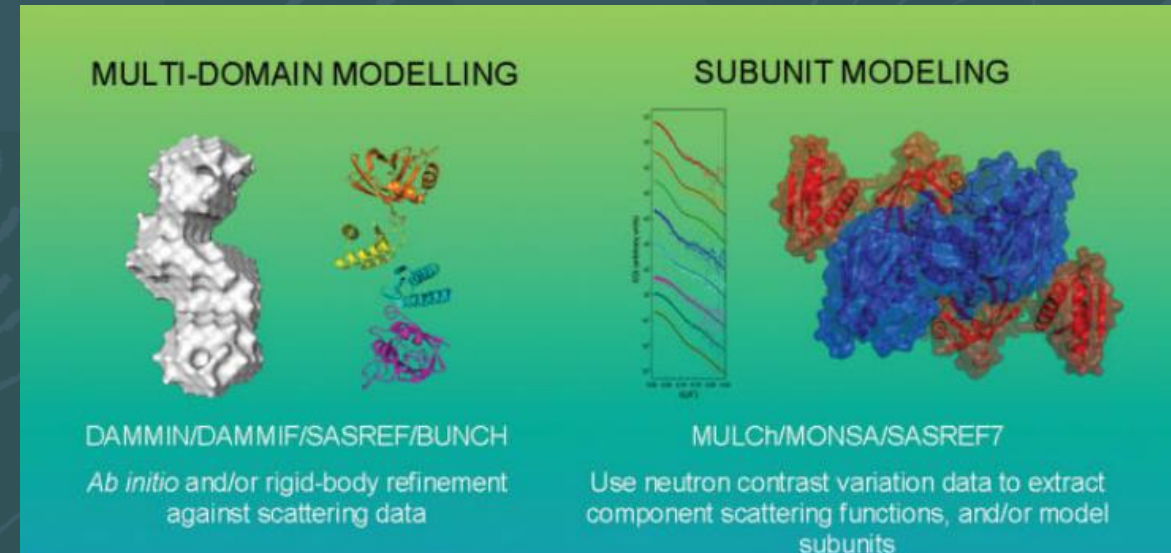 MULTI-DOMAIN MODELLING
DAMMIN/DAMMIF/SASREF/BUNCH
Ab initio and/or rigid-body refinement
against scattering data
SUBUNIT MODELING
MULCh/MONSA/SASREF7
Use neutron contrast variation data to extract
component scattering functions, and/or model
subunits